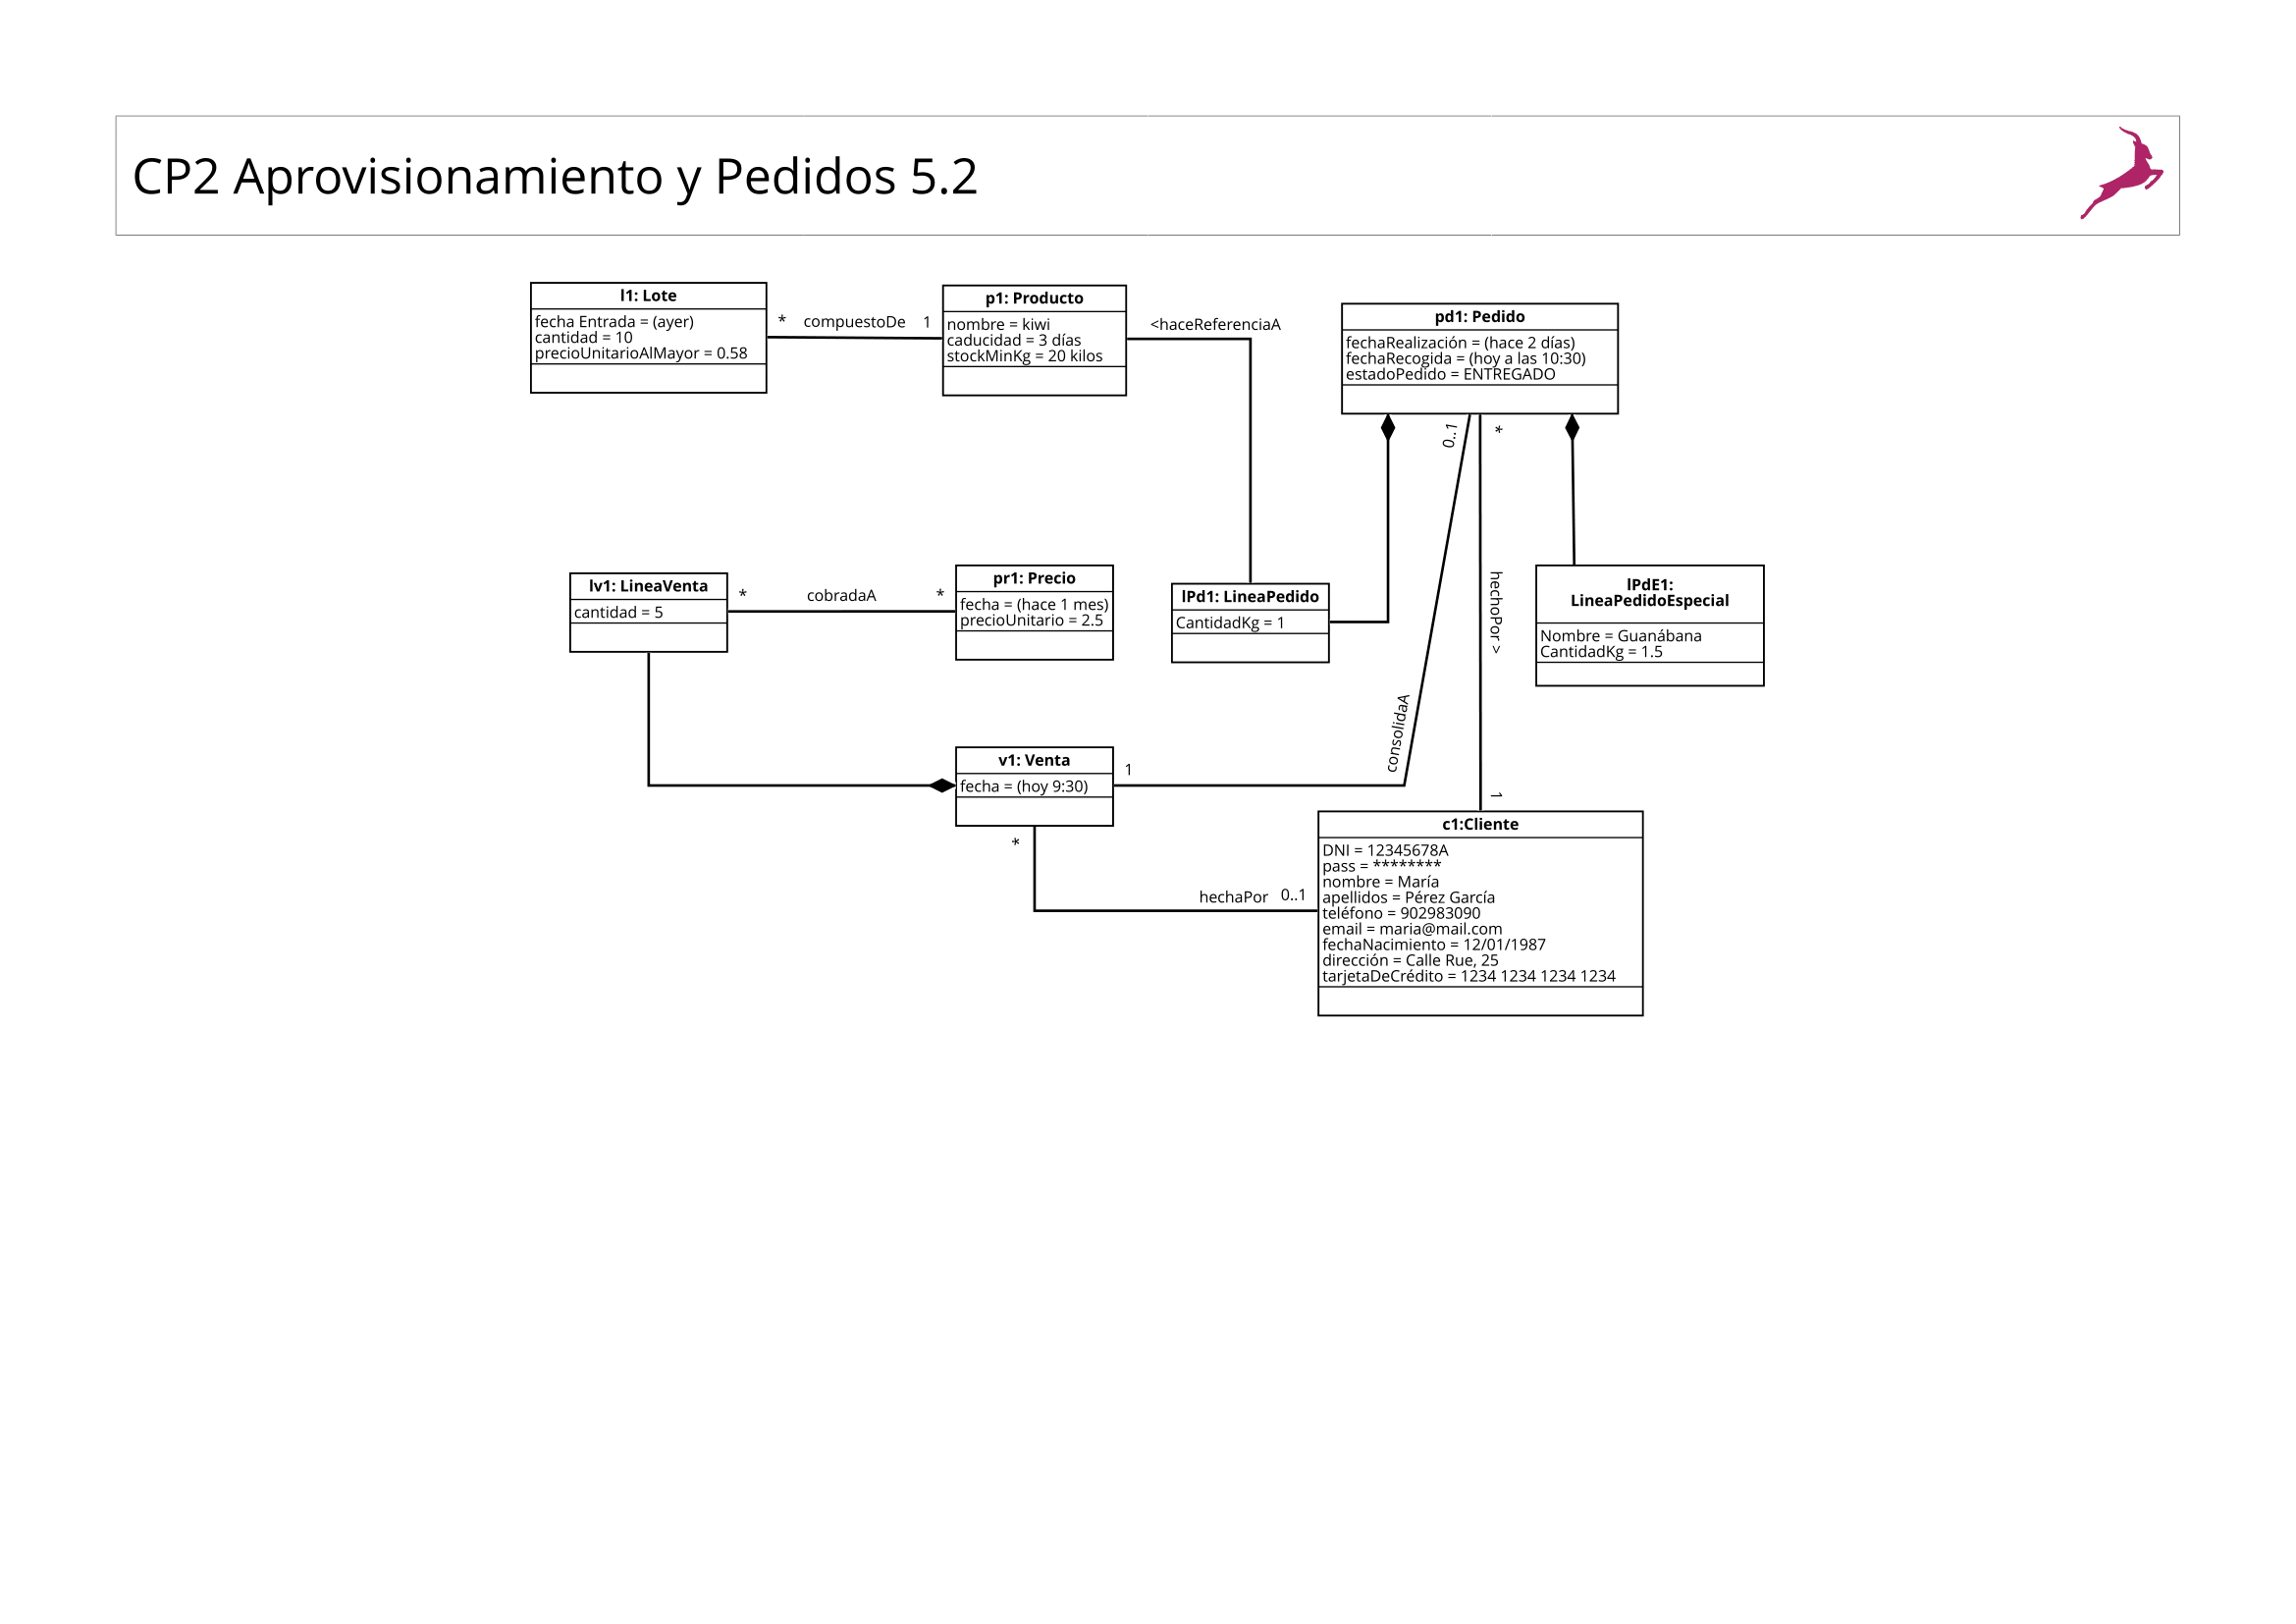 CP2 Aprovisionamiento y Pedidos 5.2
l1: Lote
fecha Entrada = (ayer)
cantidad = 10
precioUnitarioAlMayor = 0.58
* compuestoDe 1
p1: Producto
nombre = kiwi
caducidad = 3 días
stockMinKg = 20 kilos
<haceReferenciaA
pd1: Pedido
fechaRealización = (hace 2 días)
fechaRecogida = (hoy a las 10:30)
estadoPedido = ENTREGADO
0..1
*
lv1: LineaVenta
cantidad = 5
* cobradaA *
pr1: Precio
fecha = (hace 1 mes)
precioUnitario = 2.5
lPd1: LineaPedido
CantidadKg = 1
hechoPor >
lPdE1:
LineaPedidoEspecial
Nombre = Guanábana
CantidadKg = 1.5
consolidaA
v1: Venta
fecha = (hoy 9:30)
1
1
*
hechaPor 0..1
c1:Cliente
DNI = 12345678A
pass = ********
nombre = María
apellidos = Pérez García
teléfono = 902983090
email = maria@mail.com
fechaNacimiento = 12/01/1987
dirección = Calle Rue, 25
tarjetaDeCrédito = 1234 1234 1234 1234